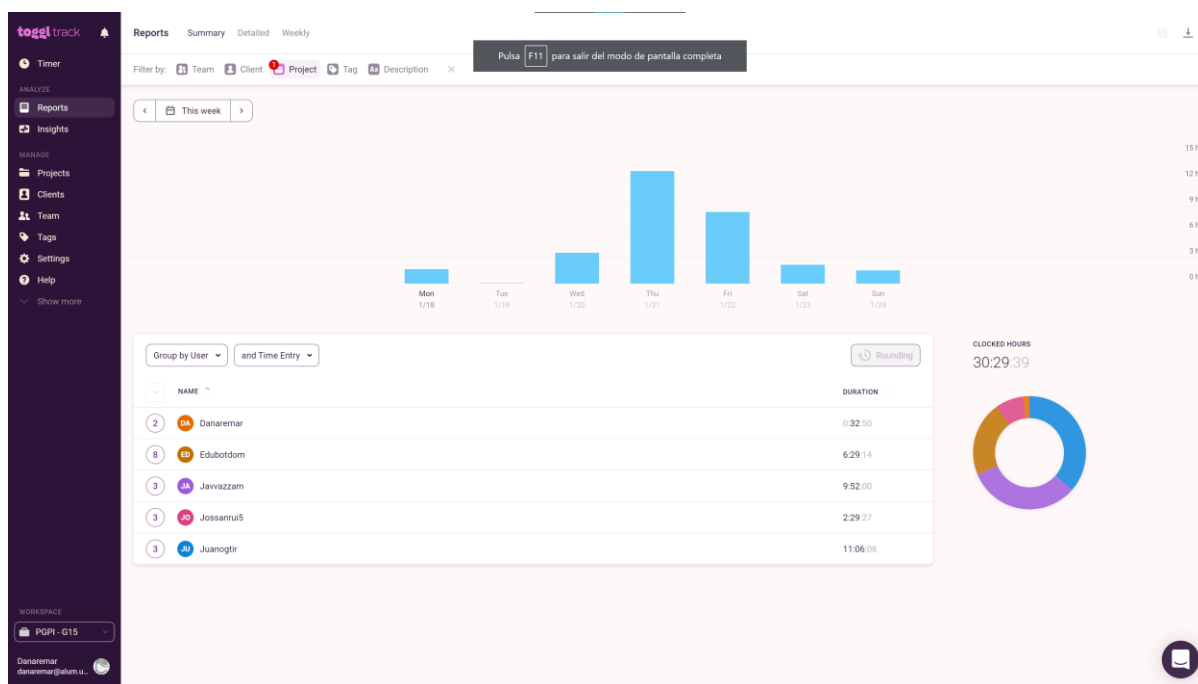 toggl track
Reports Summary Detailed Weekly
Pulsa F11 para salir del modo de pantalla completa
Timer
Filter by: Team Client 1 Project Tag Aa Description
ANALYZE
Reports
This week
Insights
MANAGE
Projects
Clients
Team
Tags
Settings
Help
Show more
15 h
12 h
9 h
6 h
3 h
0 h
Mon Tue Wed Thu Fri Sat Sun
1/18 1/19 1/20 1/21 1/22 1/23 1/24
Group by User and Time Entry Rounding
NAME DURATION
2 DA Danaremar 0:32:50
8 ED Edubotdom 6:29:14
3 JA Javvazzam 9:52:00
3 JO Jossanrui5 2:29:27
3 JU Juanogtir 11:06:08
CLOCKED HOURS
30:29:39
WORKSPACE
PGPI - G15
Danaremar
danaremar@alum.u...